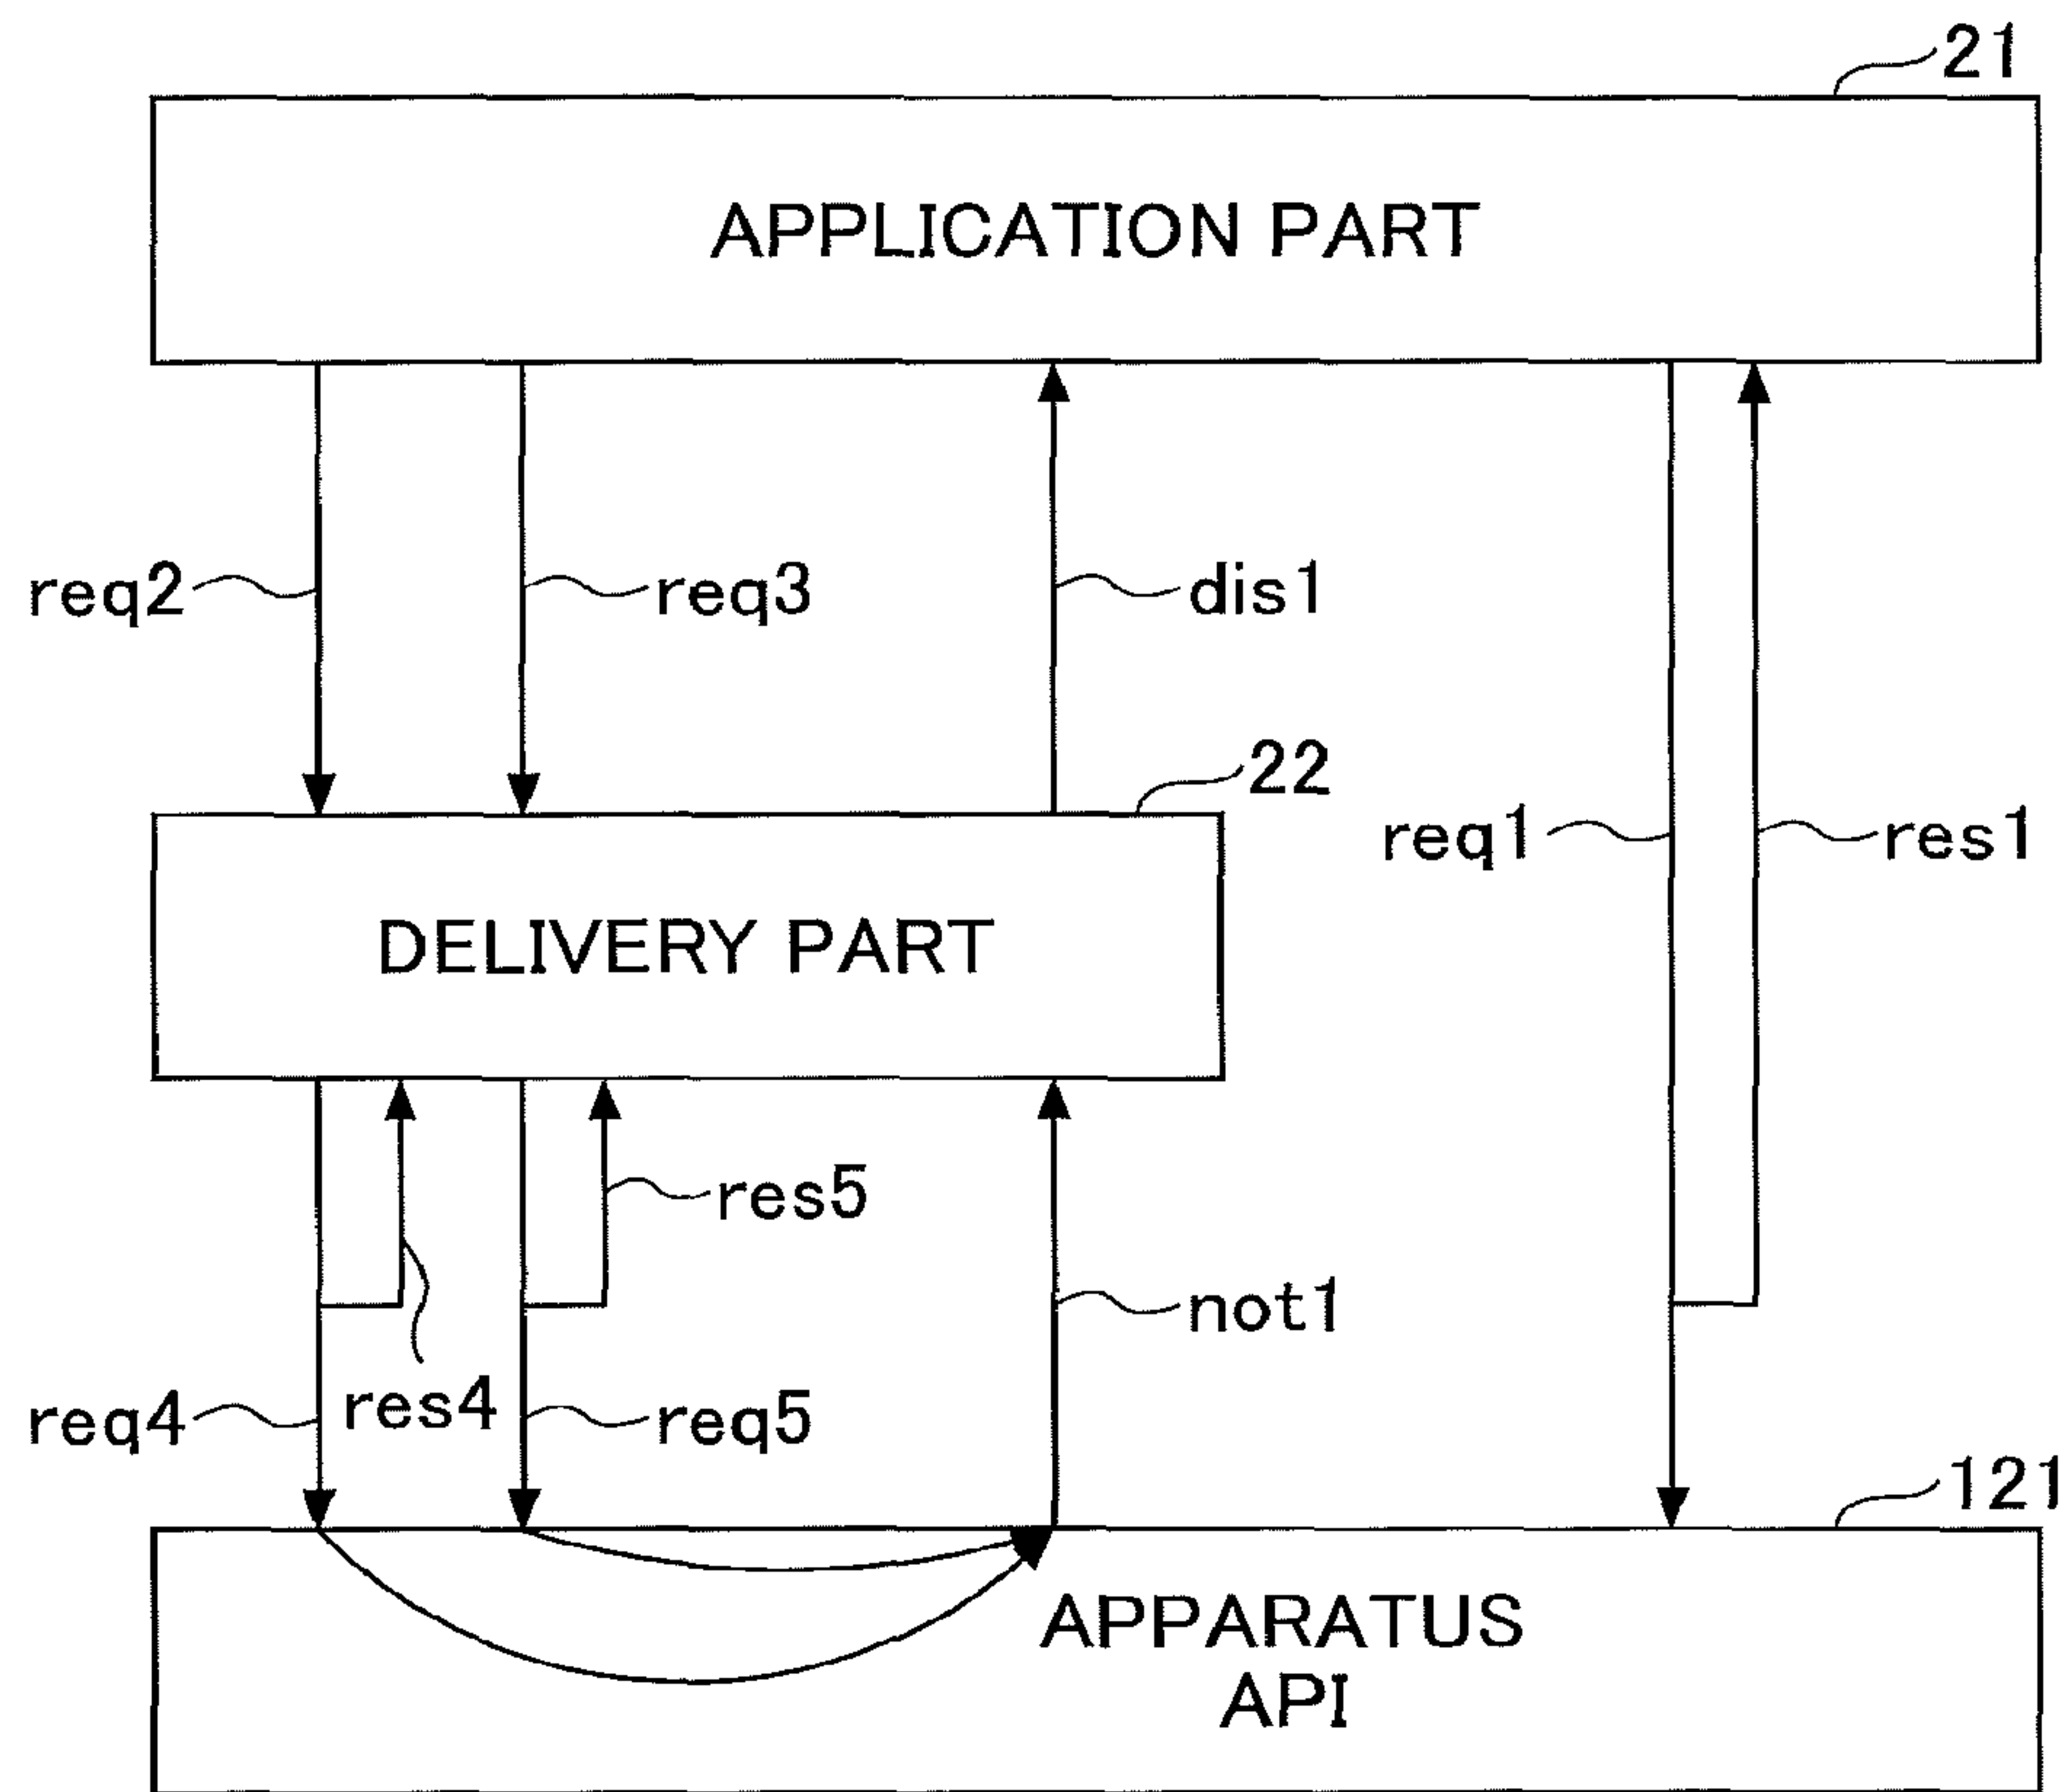 21
APPLICATION PART
req2
req3
dis1
22
req1
res1
DELIVERY PART
res5
not1
req4
res4
req5
121
APPARATUS
API